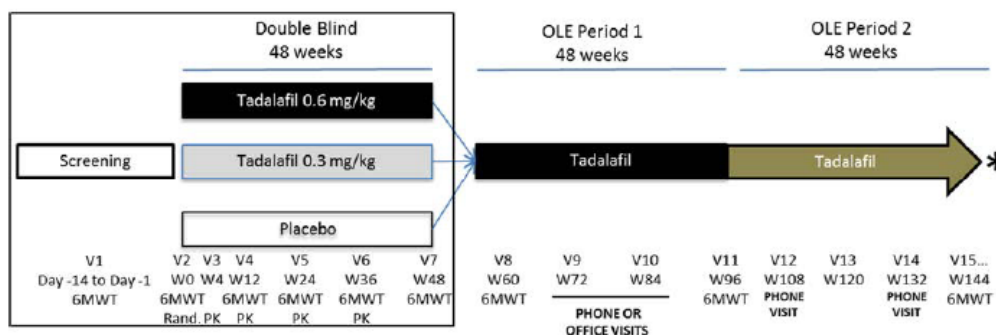 Double Blind
48 weeks
OLE Period 1
48 weeks
OLE Period 2
48 weeks
Tadalafil 0.6 mg/kg
Screening
Tadalafil 0.3 mg/kg
Tadalafil
Tadalafil
*
Placebo
V1 V2 V3 V4 V5 V6 V7 V8 V9 V10 V11 V12 V13 V14 V15...
Day -14 to Day -1 W0 W4 W12 W24 W36 W48 W60 W72 W84 W96 W108 W120 W132 W144
6MWT 6MWT 6MWT 6MWT 6MWT 6MWT 6MWT 6MWT PHONE VISIT PHONE VISIT 6MWT
Rand. PK PK PK PK
PHONE OR
OFFICE VISITS